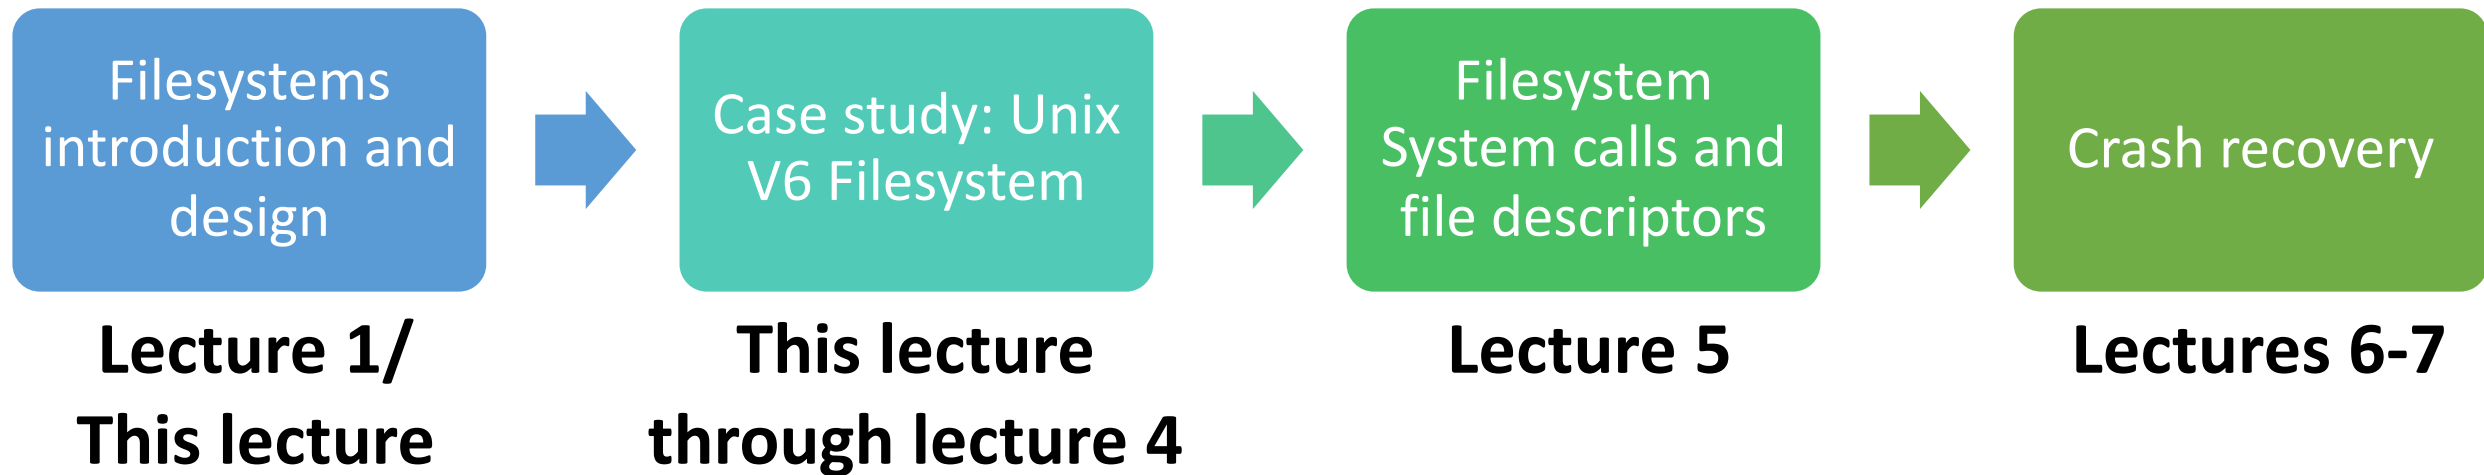 Filesystems
introduction and
design
Case study: Unix
V6 Filesystem
Filesystem
System calls and
file descriptors
Crash recovery
Lecture 1/
This lecture
This lecture
through lecture 4
Lecture 5
Lectures 6-7